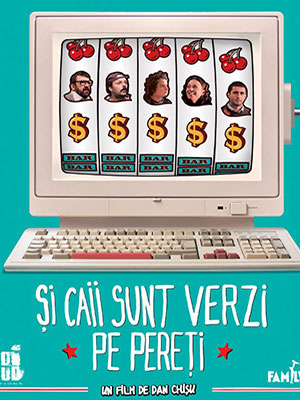 $ $ $ $ $
BAR BAR BAR BAR BAR
ȘI CAII SUNT VERZI
PE PEREȚI
UN FILM DE DAN CHIȘU